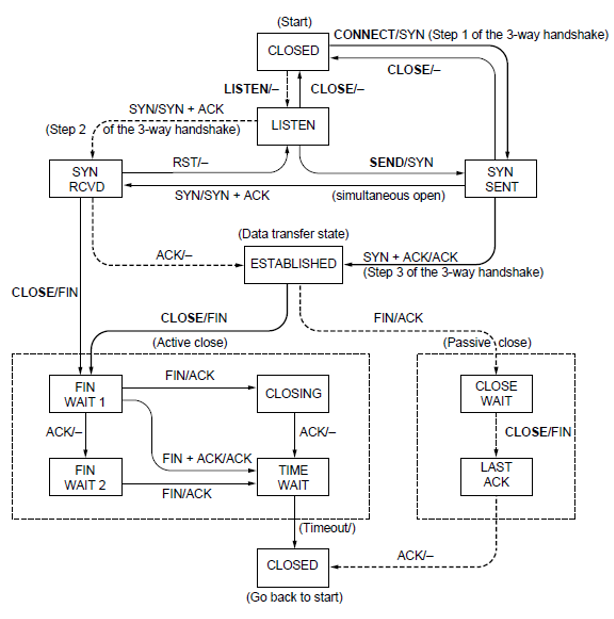 (Start)
CONNECT/SYN (Step 1 of the 3-way handshake)
CLOSED
CLOSE/–
LISTEN/–
CLOSE/–
SYN/SYN + ACK
(Step 2 of the 3-way handshake)
LISTEN
SYN
RCVD
RST/–
SEND/SYN
SYN
SENT
SYN/SYN + ACK
(simultaneous open)
(Data transfer state)
ACK/–
ESTABLISHED
SYN + ACK/ACK
(Step 3 of the 3-way handshake)
CLOSE/FIN
CLOSE/FIN
FIN/ACK
(Active close)
(Passive close)
FIN
WAIT 1
FIN/ACK
CLOSING
CLOSE
WAIT
ACK/–
ACK/–
CLOSE/FIN
FIN + ACK/ACK
FIN
WAIT 2
FIN/ACK
TIME
WAIT
LAST
ACK
(Timeout/)
CLOSED
ACK/–
(Go back to start)